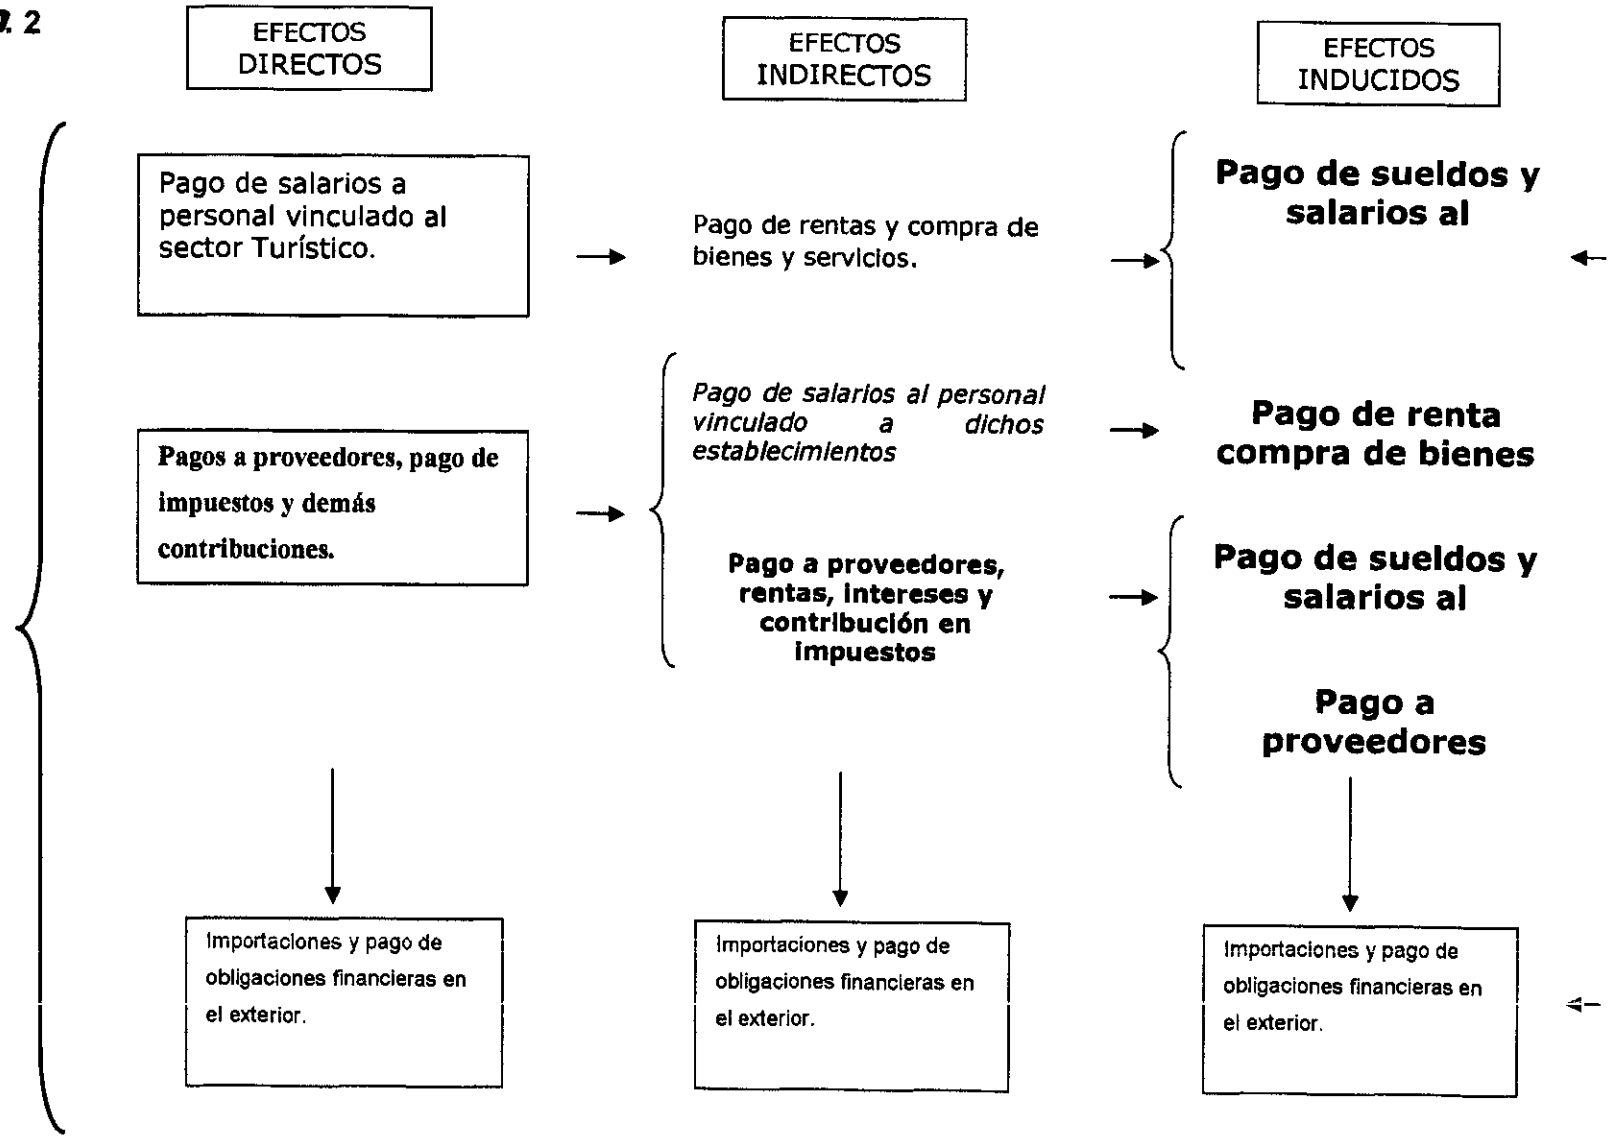 . 2
EFECTOS
DIRECTOS
EFECTOS
INDIRECTOS
EFECTOS
INDUCIDOS
Pago de salarios a
personal vinculado al
sector Turístico.
Pago de rentas y compra de
bienes y servicios.
Pago de sueldos y
salarios al
Pagos a proveedores, pago de
impuestos y demás
contribuciones.
Pago de salarios al personal
vinculado a dichos
establecimientos
Pago de renta
compra de bienes
Pago a proveedores,
rentas, intereses y
contribución en
impuestos
Pago de sueldos y
salarios al
Pago a
proveedores
Importaciones y pago de
obligaciones financieras en
el exterior.
Importaciones y pago de
obligaciones financieras en
el exterior.
Importaciones y pago de
obligaciones financieras en
el exterior.